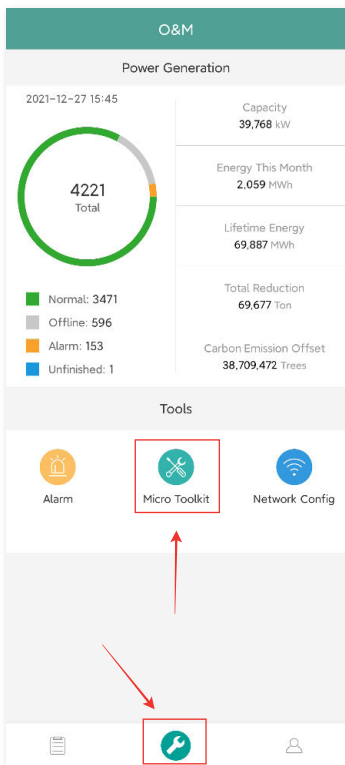 O&M
Power Generation
2021-12-27 15:45
4221
Total
Normal: 3471
Offline: 596
Alarm: 153
Unfinished: 1
Capacity
39,768 kW
Energy This Month
2,059 MWh
Lifetime Energy
69,887 MWh
Total Reduction
69,677 Ton
Carbon Emission Offset
38,709,472 Trees
Tools
Alarm
Micro Toolkit
Network Config